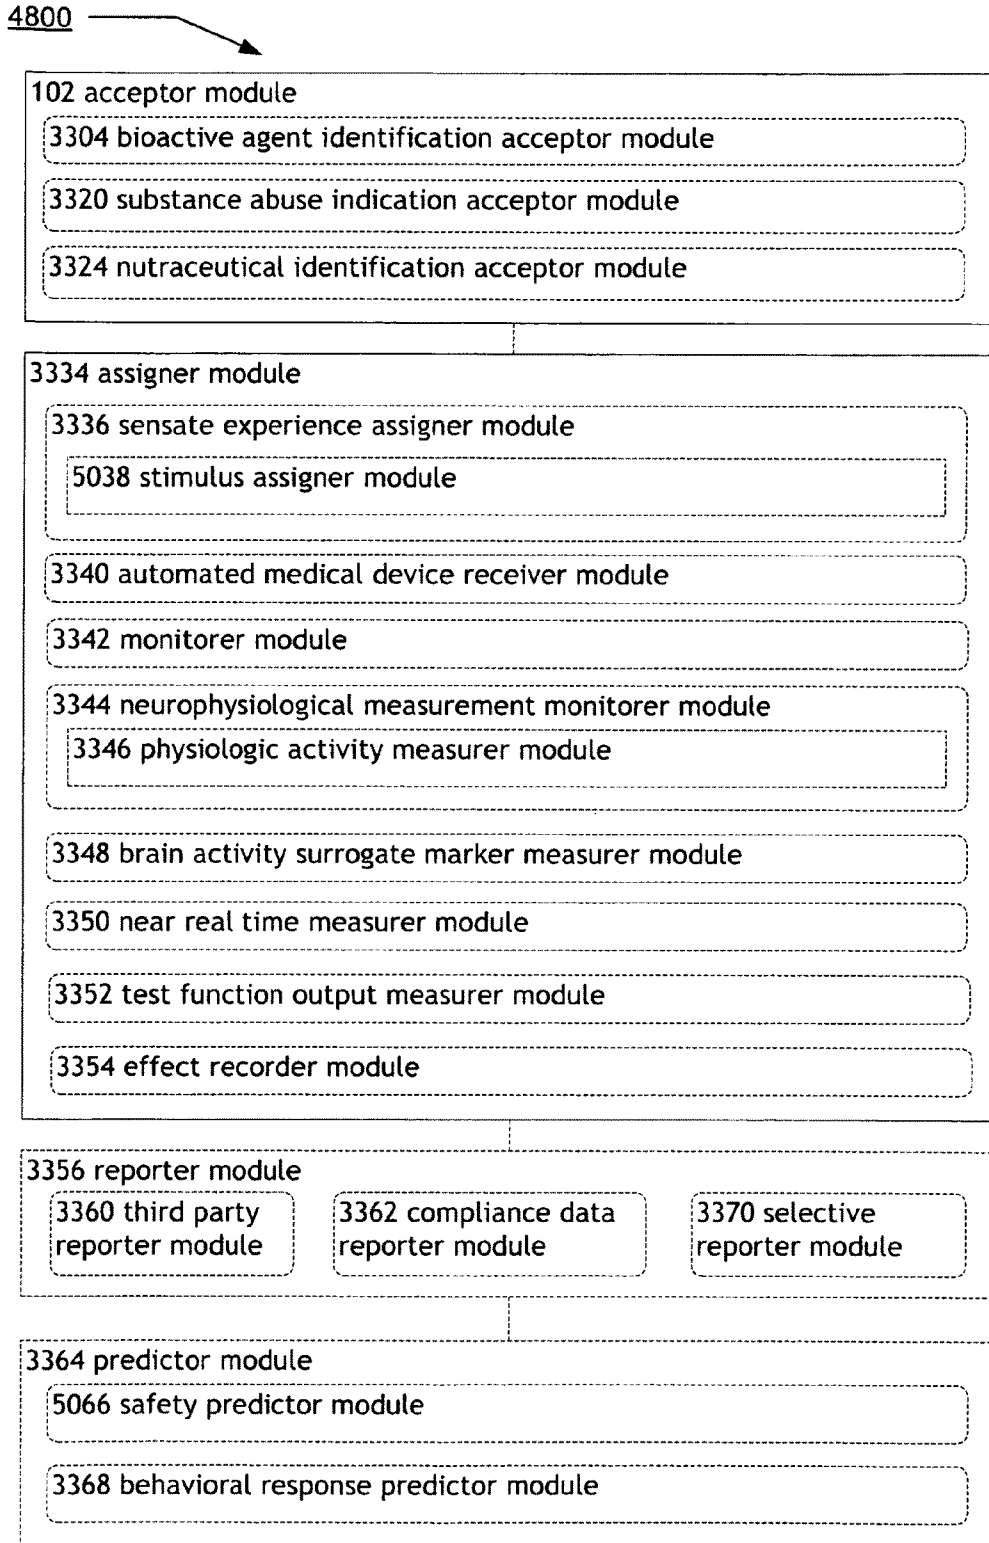 4800
102 acceptor module
3304 bioactive agent identification acceptor module
3320 substance abuse indication acceptor module
3324 nutraceutical identification acceptor module
3334 assigner module
3336 sensate experience assigner module
5038 stimulus assigner module
3340 automated medical device receiver module
3342 monitorer module
3344 neurophysiological measurement monitorer module
3346 physiologic activity measurer module
3348 brain activity surrogate marker measurer module
3350 near real time measurer module
3352 test function output measurer module
3354 effect recorder module
3356 reporter module
3360 third party
reporter module
3362 compliance data
reporter module
3370 selective
reporter module
3364 predictor module
5066 safety predictor module
3368 behavioral response predictor module